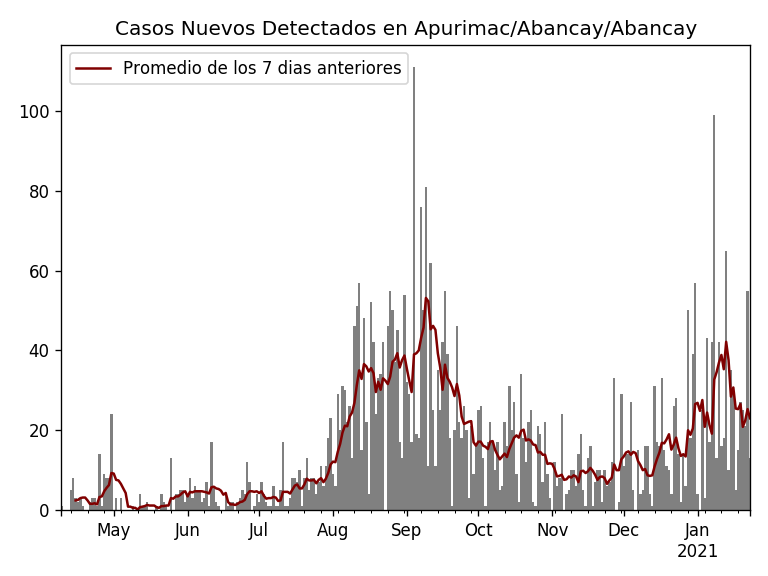 Casos Nuevos Detectados en Apurimac/Abancay/Abancay
Promedio de los 7 dias anteriores
100
80
60
40
20
0
May Jun Jul Aug Sep Oct Nov Dec Jan
2021